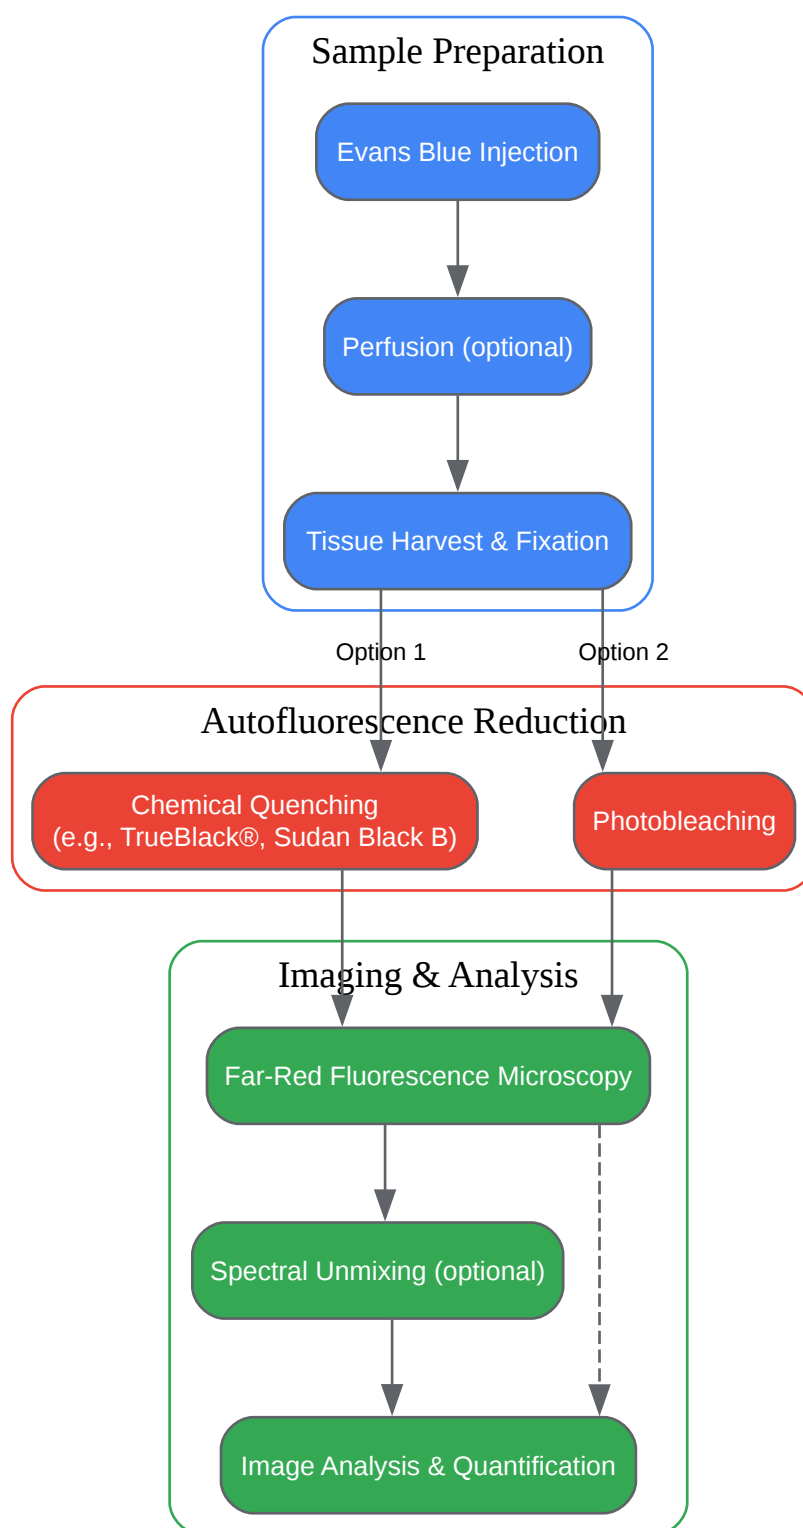 Sample Preparation
Evans Blue Injection
Perfusion (optional)
Tissue Harvest & Fixation
Option 1
Option 2
Autofluorescence Reduction
Chemical Quenching
(e.g., TrueBlack®, Sudan Black B)
Photobleaching
Imaging & Analysis
Far-Red Fluorescence Microscopy
Spectral Unmixing (optional)
Image Analysis & Quantification